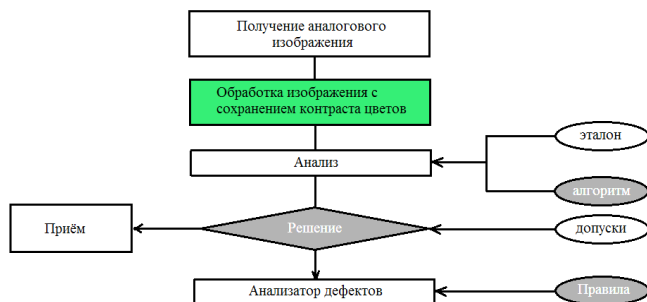 Получение аналогового
изображения
Обработка изображения с
сохранением контраста цветов
эталон
Анализ
алгоритм
Приём
Решение
допуски
Анализатор дефектов
Правила